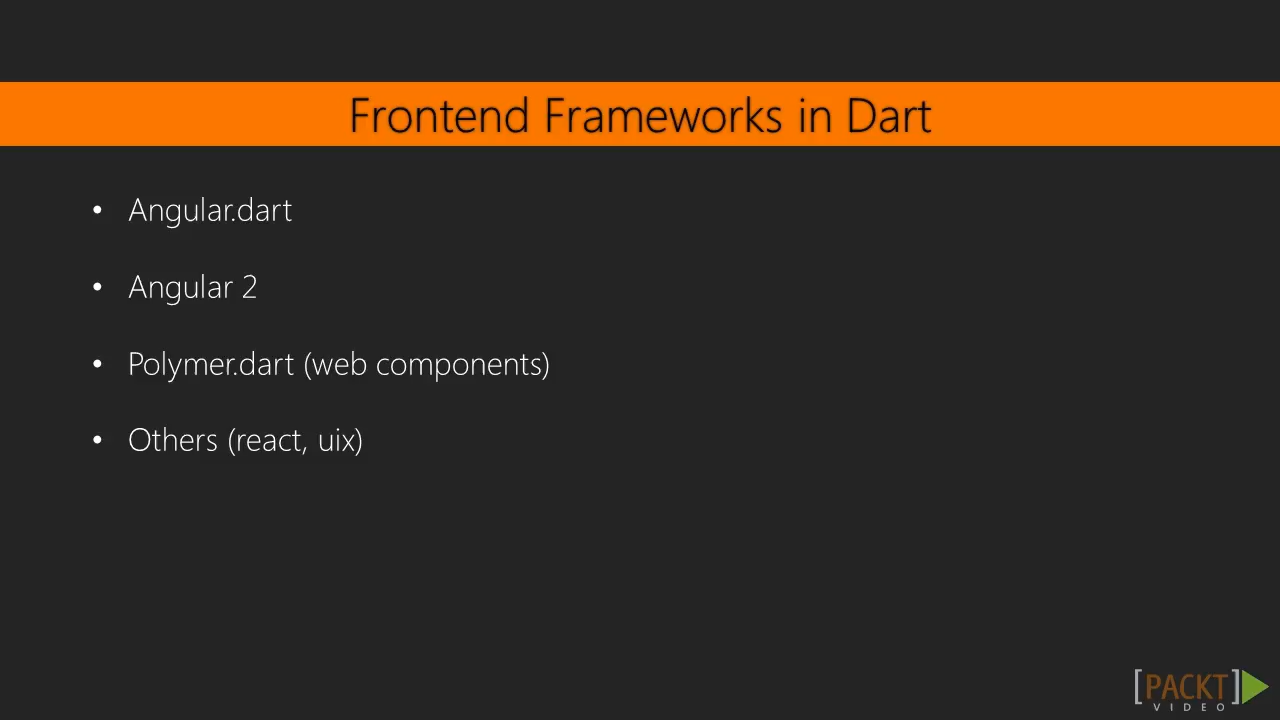 Frontend Frameworks in Dart
• Angular.dart
• Angular 2
• Polymer.dart (web components)
• Others (react, uix)
[PACKT]
VIDEO